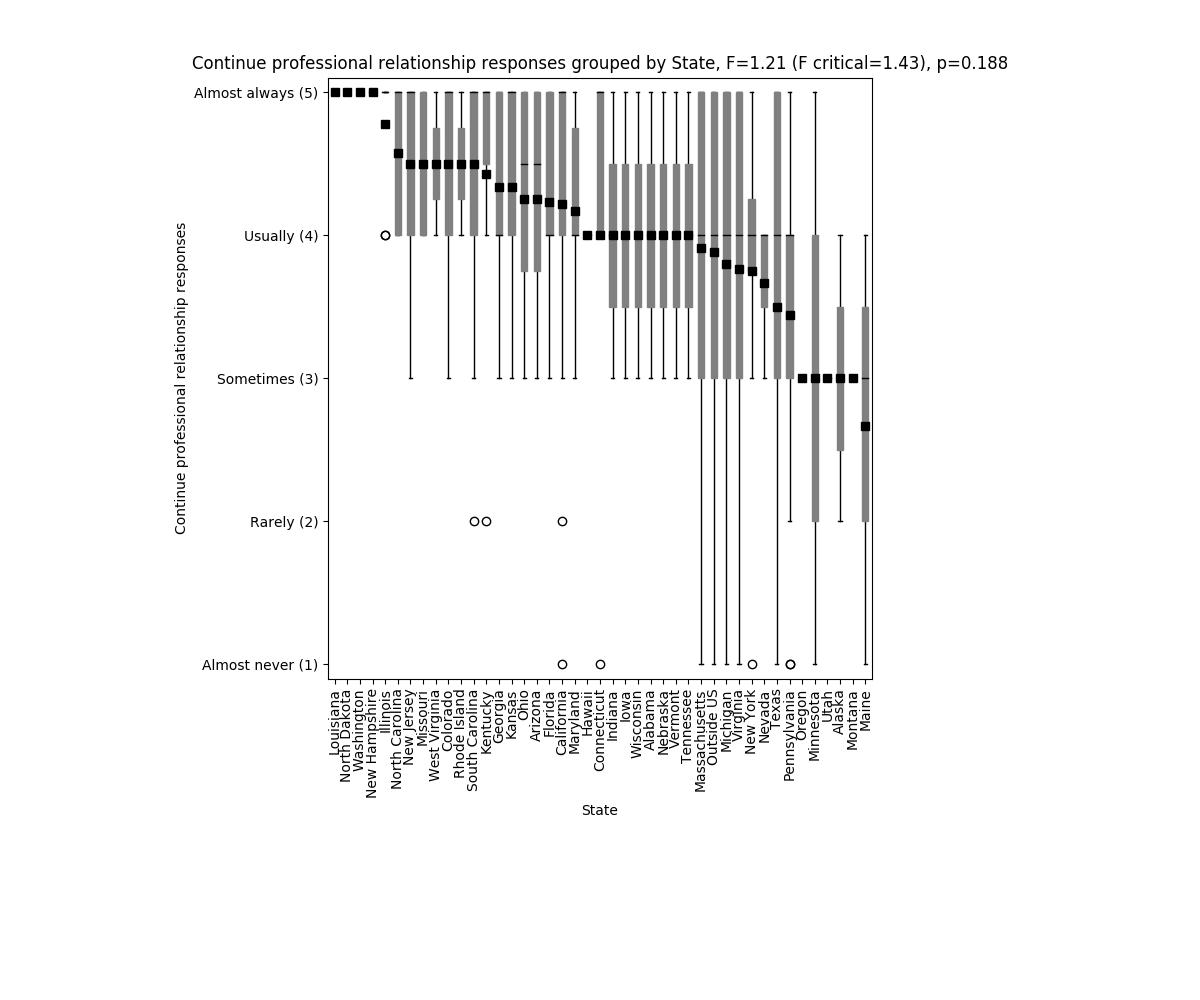 Continue professional relationship responses grouped by State, F=1.21 (F critical=1.43), p=0.188
Continue professional relationship responses
Almost always (5)
Usually (4)
Sometimes (3)
Rarely (2)
Almost never (1)
Louisiana
North Dakota
Washington
New Hampshire
Illinois
North Carolina
New Jersey
Missouri
West Virginia
Colorado
Rhode Island
South Carolina
Kentucky
Georgia
Kansas
Ohio
Arizona
Florida
California
Maryland
Hawaii
Connecticut
Indiana
Iowa
Wisconsin
Alabama
Nebraska
Vermont
Tennessee
Massachusetts
Outside US
Michigan
Virginia
New York
Nevada
Texas
Pennsylvania
Oregon
Minnesota
Utah
Alaska
Montana
Maine
State